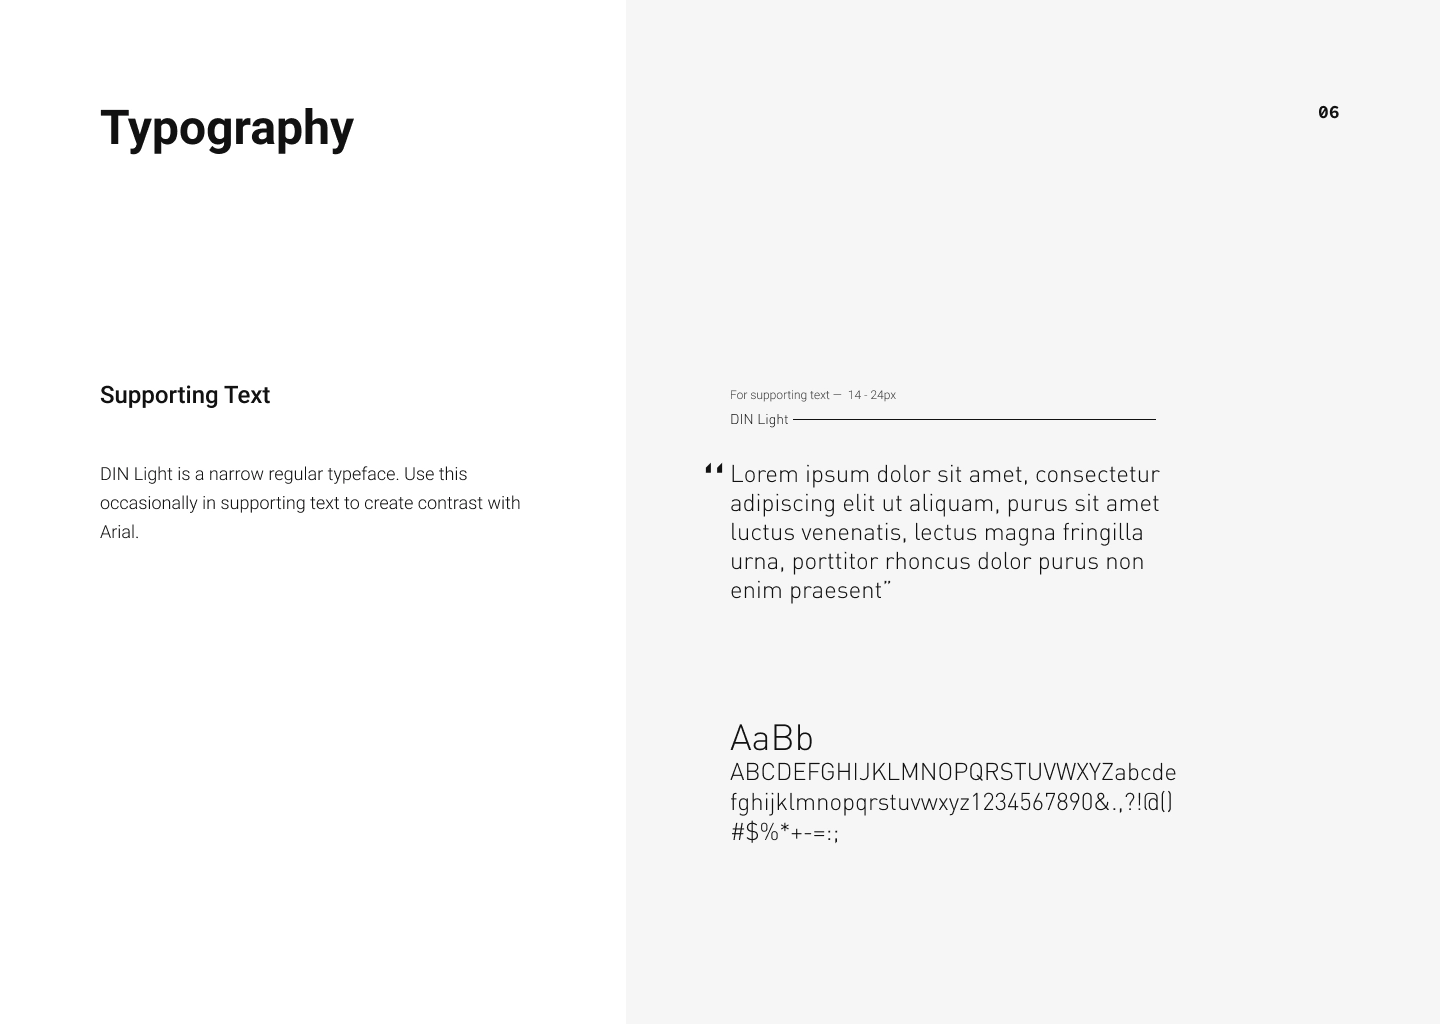 Typography
06
Supporting Text
DIN Light is a narrow regular typeface. Use this
occasionally in supporting text to create contrast with
Arial.
For supporting text —  14 - 24px
DIN Light
“ Lorem ipsum dolor sit amet, consectetur
adipiscing elit ut aliquam, purus sit amet
luctus venenatis, lectus magna fringilla
urna, porttitor rhoncus dolor purus non
enim praesent”
AaBb
ABCDEFGHIJKLMNOPQRSTUVWXYZabcde
fghijklmnopqrstuvwxyz1234567890&.,?!@()
#$%*+-=:;